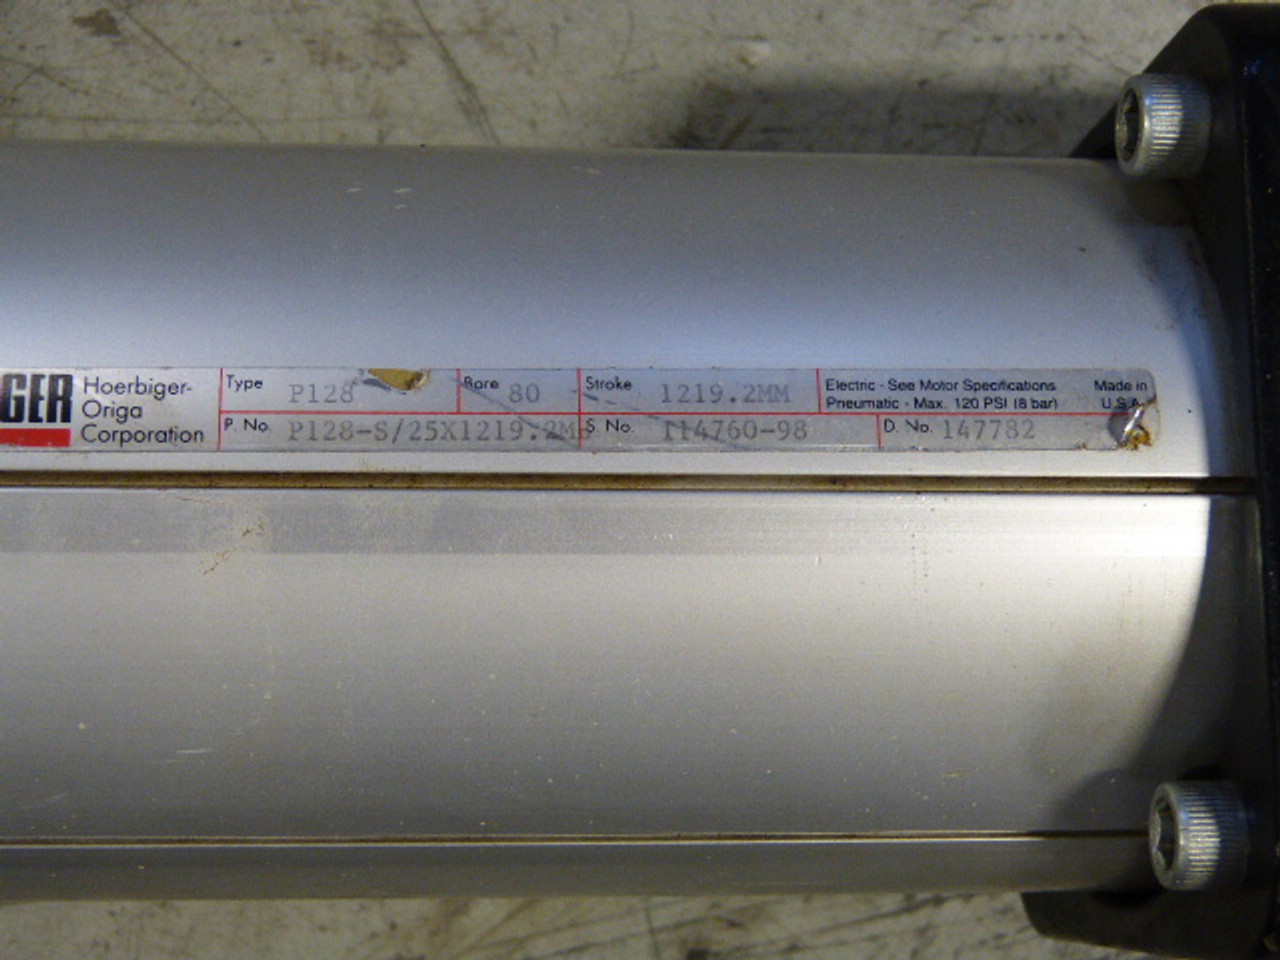 GER Hoerbiger-
Origa
Corporation
Type P128
Bore 80
Stroke 1219.2MM
Electric - See Motor Specifications
Pneumatic - Max. 120 PSI (8 bar)
Made in
U.S.A.
P. No. P128-S/25X1219.2M
S. No. 114760-98
D. No. 147782